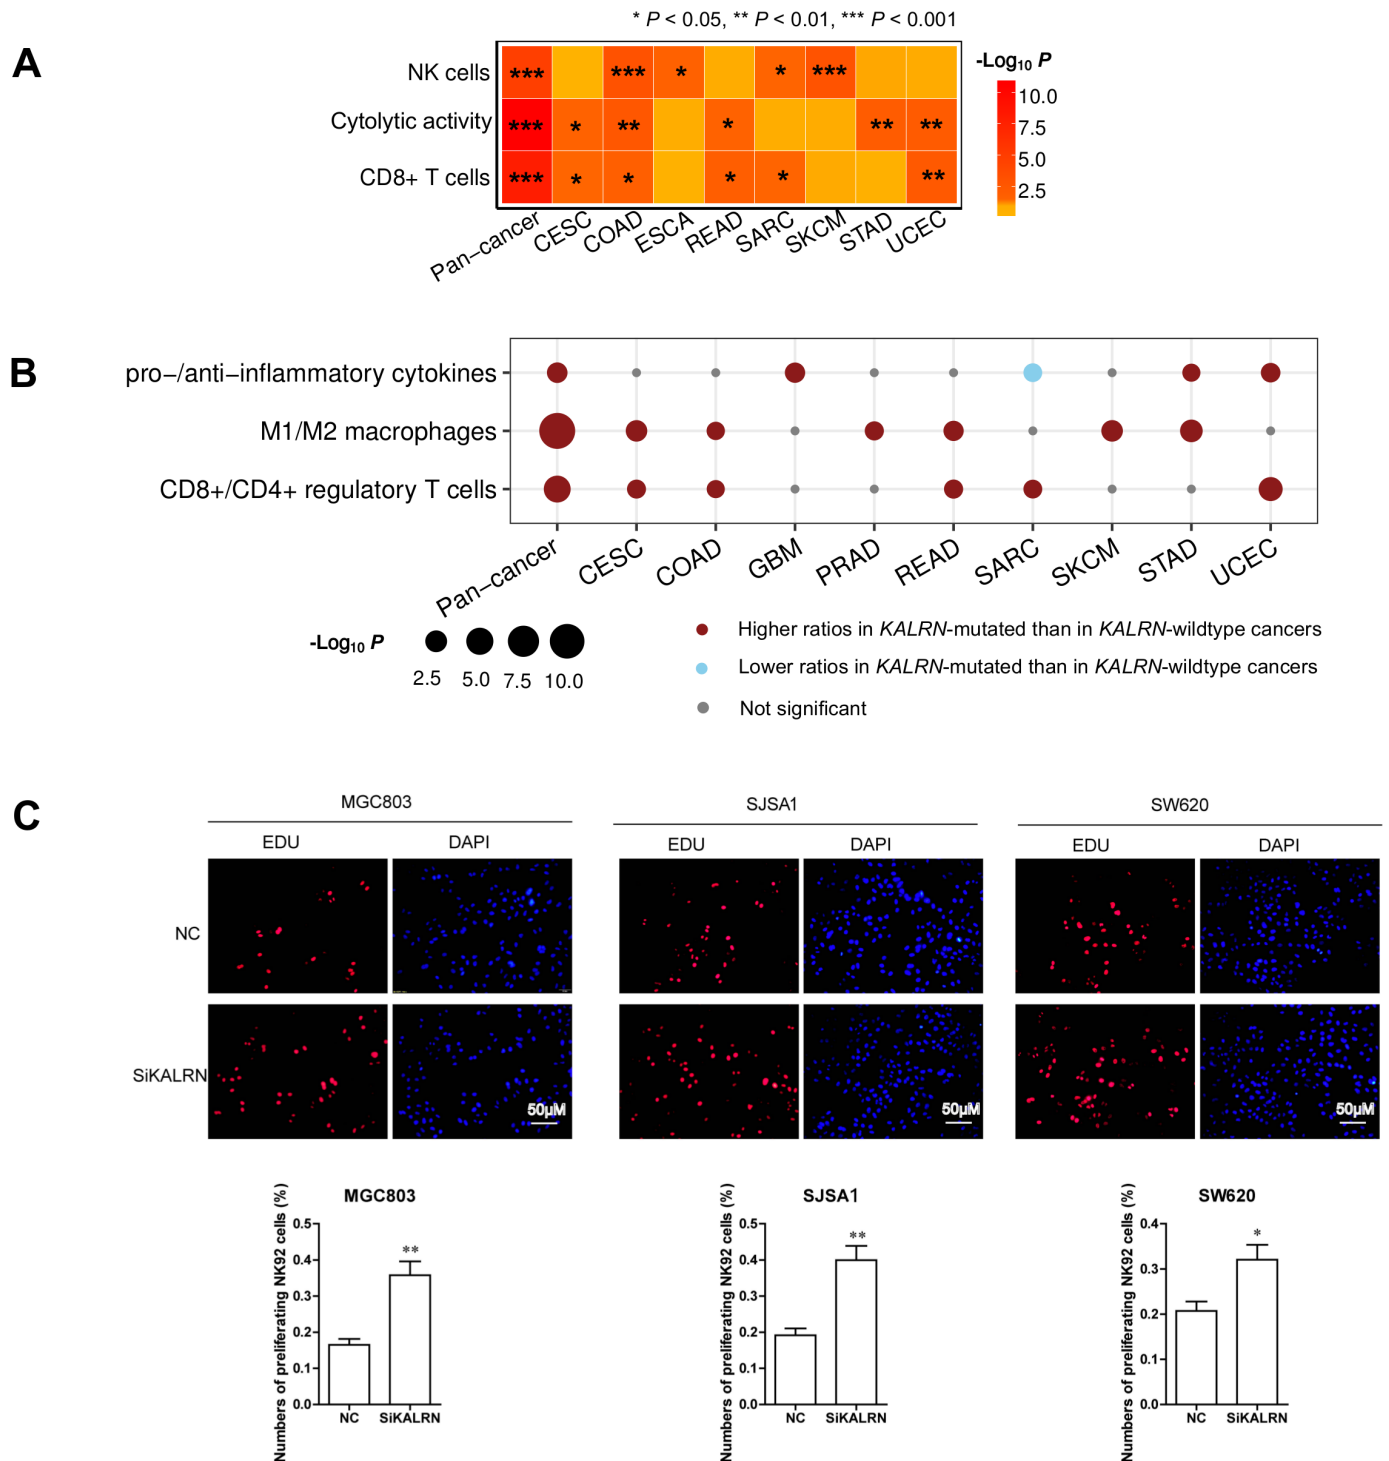 * P < 0.05, ** P < 0.01, *** P < 0.001
A
-Log10 P
NK cells
*** *** * * ***
Cytolytic activity
*** * ** * ** **
CD8+ T cells
*** * * * * **
10.0
7.5
5.0
2.5
Pan-cancer CESC COAD ESCA READ SARC SKCM STAD UCEC
B
pro-/anti-inflammatory cytokines
M1/M2 macrophages
CD8+/CD4+ regulatory T cells
Pan-cancer CESC COAD GBM PRAD READ SARC SKCM STAD UCEC
-Log10 P
2.5 5.0 7.5 10.0
Higher ratios in KALRN-mutated than in KALRN-wildtype cancers
Lower ratios in KALRN-mutated than in KALRN-wildtype cancers
Not significant
C
MGC803 SJSA1 SW620
EDU DAPI EDU DAPI EDU DAPI
NC
SiKALRN
50µM 50µM 50µM
MGC803
Numbers of preliferating NK92 cells (%)
0.5
0.4
0.3
0.2
0.1
0.0
**
NC SiKALRN
SJSA1
Numbers of preliferating NK92 cells (%)
0.5
0.4
0.3
0.2
0.1
0.0
**
NC SiKALRN
SW620
Numbers of preliferating NK92 cells (%)
0.4
0.3
0.2
0.1
0.0
*
NC SiKALRN